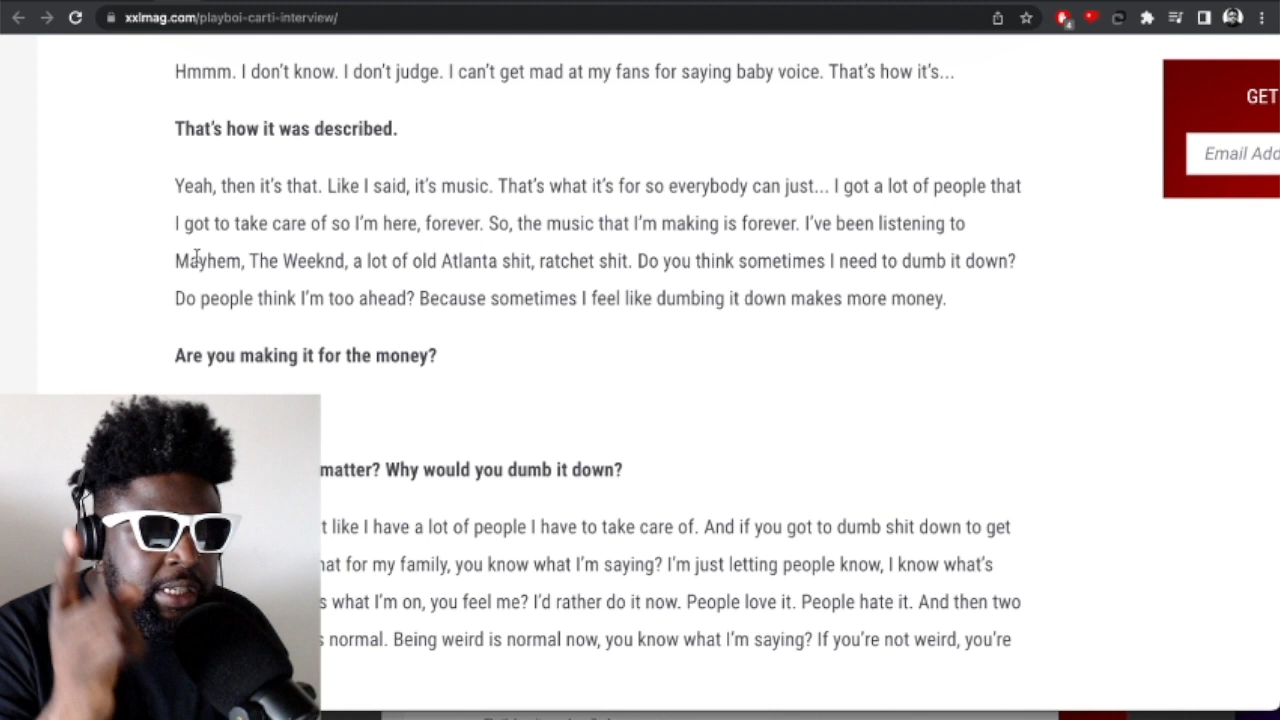 xxlmag.com/playboi-carti-interview/
4
Hmmm. I don't know. I don't judge. I can't get mad at my fans for saying baby voice. That's how it's...
GET
Email Add
That's how it was described.
Yeah, then it's that. Like I said, it's music. That's what it's for so everybody can just... I got a lot of people that
I got to take care of so I'm here, forever. So, the music that I'm making is forever. I've been listening to
Mayhem, The Weeknd, a lot of old Atlanta shit, ratchet shit. Do you think sometimes I need to dumb it down?
Do people think I'm too ahead? Because sometimes I feel like dumbing it down makes more money.
Are you making it for the money?
matter? Why would you dumb it down?
like I have a lot of people I have to take care of. And if you got to dumb shit down to get
for my family, you know what I'm saying? I'm just letting people know, I know what's
what I'm on, you feel me? I'd rather do it now. People love it. People hate it. And then two
normal. Being weird is normal now, you know what I'm saying? If you're not weird, you're